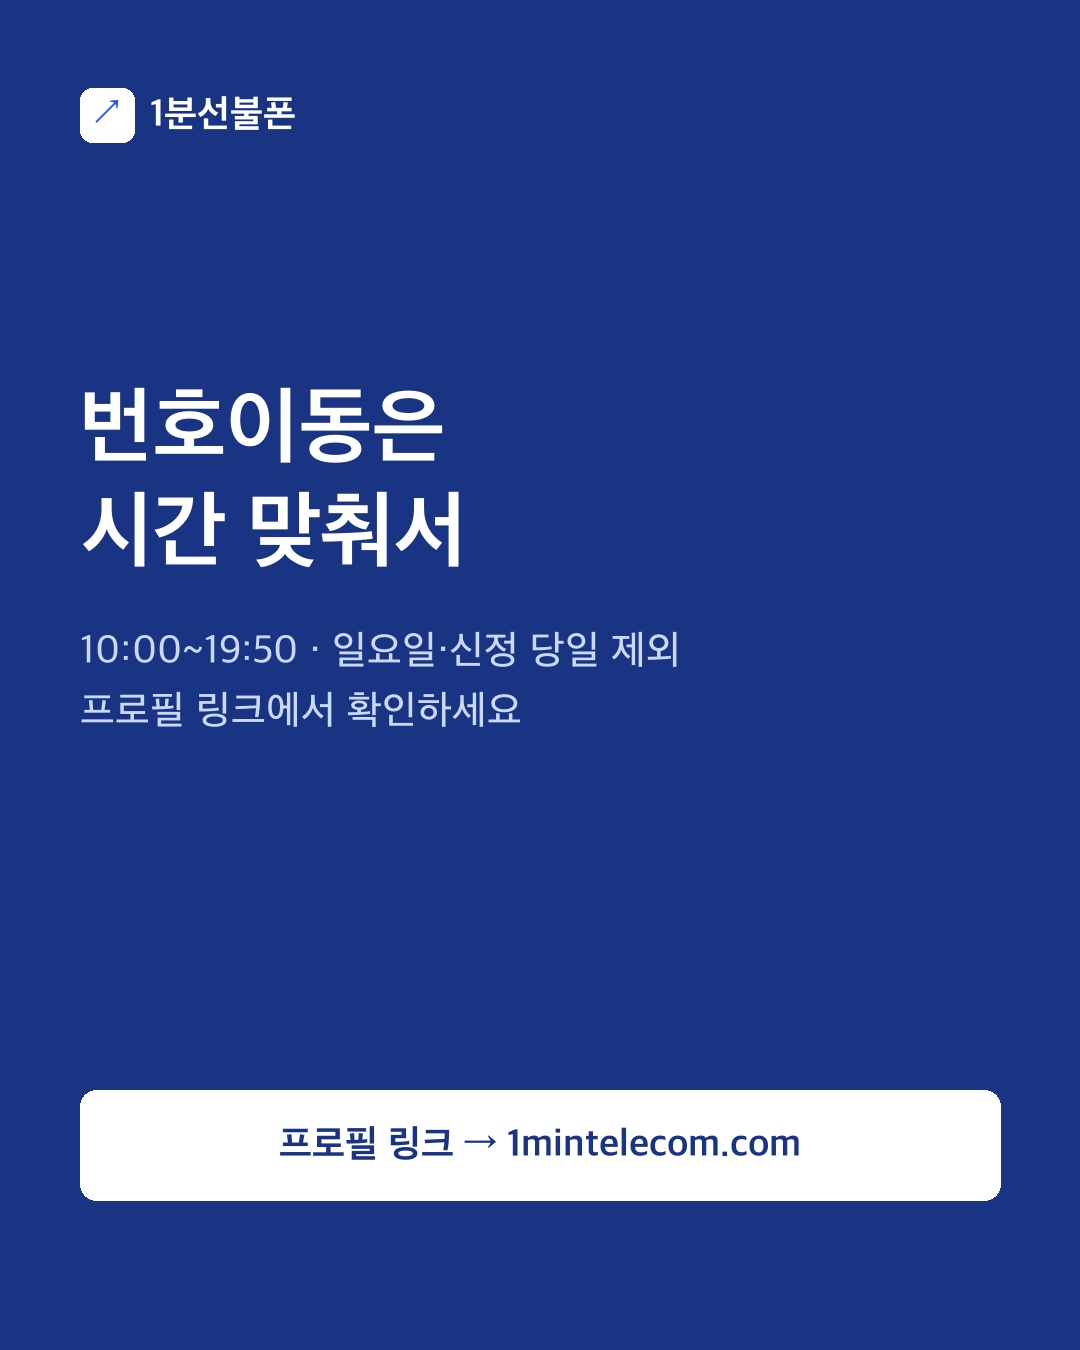 1분선불폰
번호이동은
시간 맞춰서
10:00~19:50 · 일요일·신정 당일 제외
프로필 링크에서 확인하세요
프로필 링크 → 1mintelecom.com